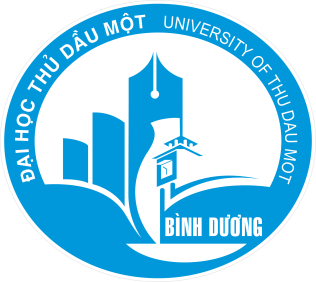 ĐẠI HỌC THỦ DẦU MỘT
UNIVERSITY OF THU DAU MOT
BÌNH DƯƠNG